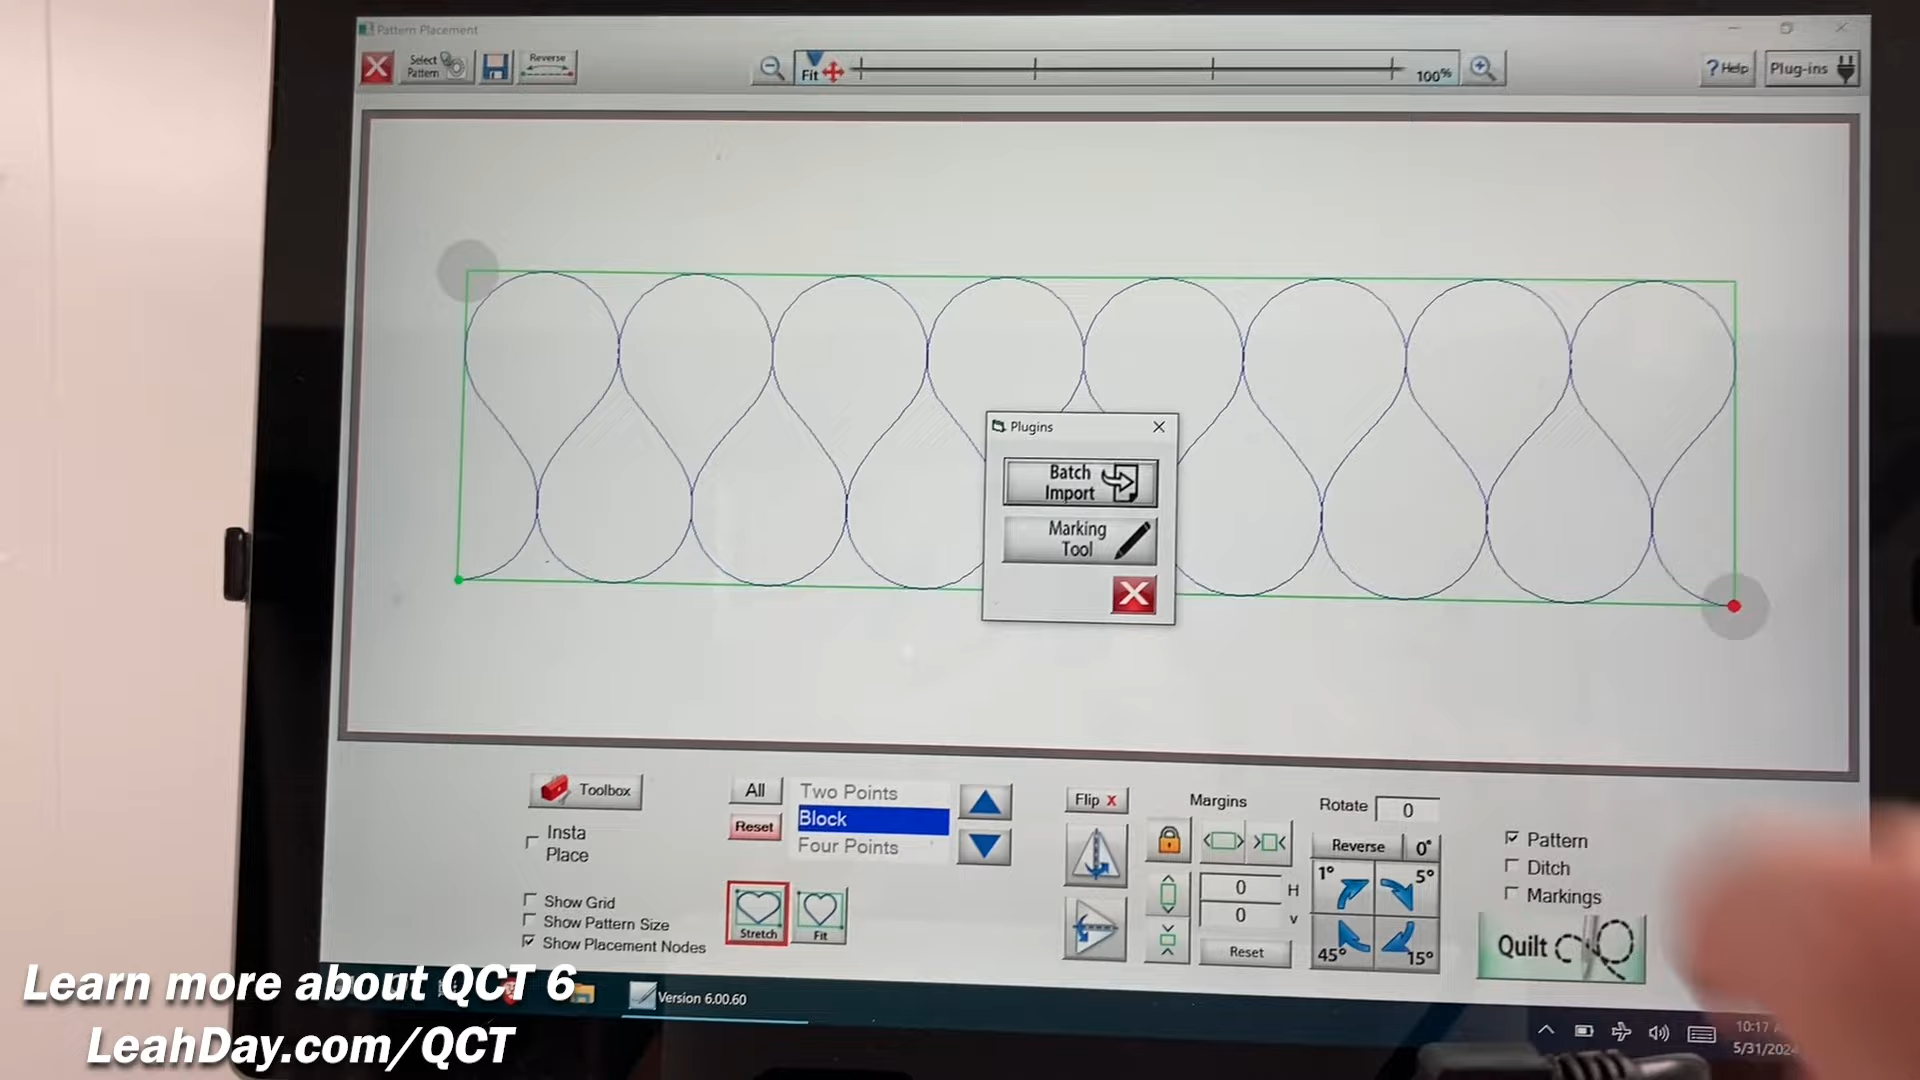 Pattern Placement
Select
Pattern
Reverse
Fit
100%
?Help
Plug-ins
Plugins
Batch
Import
Marking
Tool
Toolbox
Insta
Place
Show Grid
Show Pattern Size
Show Placement Nodes
All
Reset
Two Points
Block
Four Points
Stretch
Fit
Flip X
Margins
0
H
0
V
Reset
Rotate
0
Reverse
0°
1°
5°
45°
15°
Pattern
Ditch
Markings
Quilt
Learn more about QCT 6
LeahDay.com/QCT
Version 6.00.60
10:17
5/31/2024